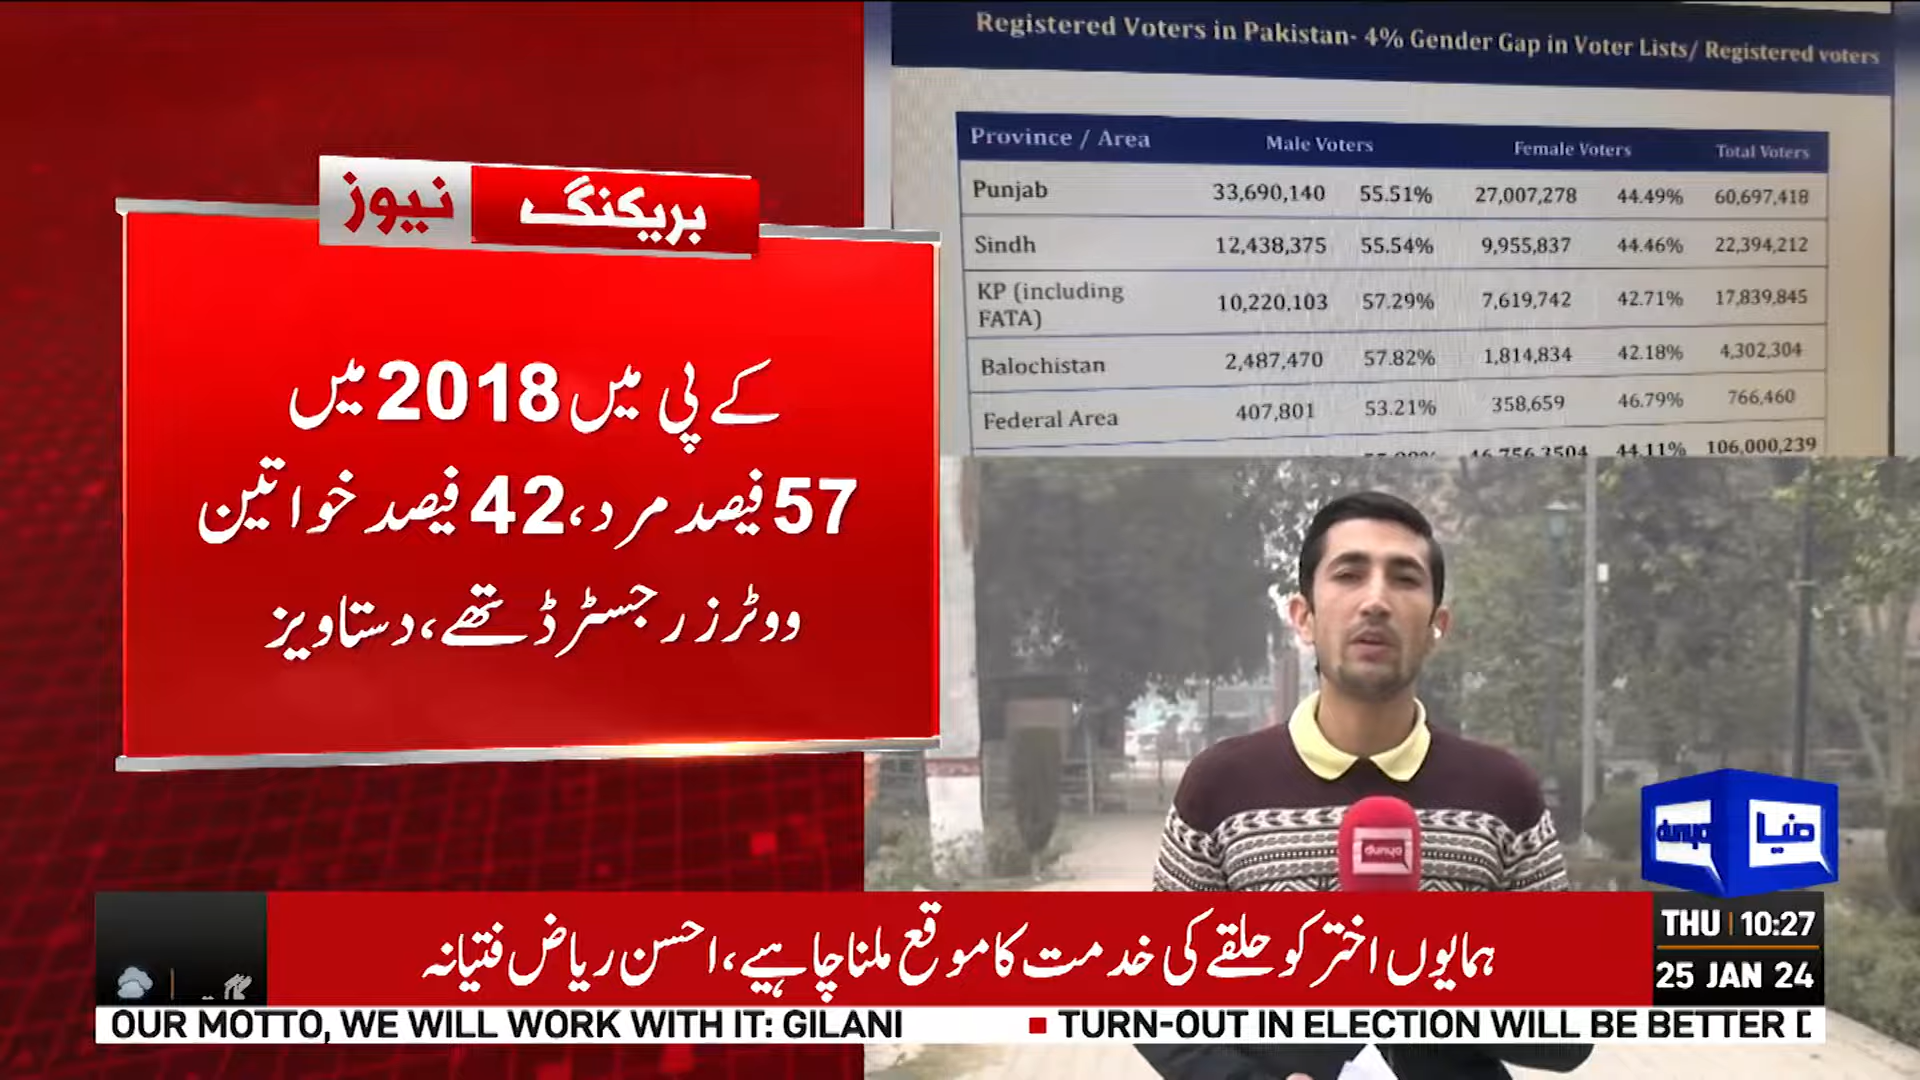 Registered Voters in Pakistan- 4% Gender Gap in Voter Lists/ Registered voters
Province / Area Male Voters Female Voters Total Voters
Punjab 33,690,140 55.51% 27,007,278 44.49% 60,697,418
Sindh 12,438,375 55.54% 9,955,837 44.46% 22,394,212
KP (including
FATA) 10,220,103 57.29% 7,619,742 42.71% 17,839,845
Balochistan 2,487,470 57.82% 1,814,834 42.18% 4,302,304
Federal Area 407,801 53.21% 358,659 46.79% 766,460
44.11% 106,000,239
بریکنگ نیوز
کے پی میں 2018 میں
57 فیصد مرد، 42 فیصد خواتین
ووٹرز رجسٹرڈ تھے، دستاویز
dunya
dunya دنیا
ہمایوں اختر کو حلقے کی خدمت کا موقع ملنا چاہیے، احسن ریاض فتیانہ
THU 10:27
25 JAN 24
OUR MOTTO, WE WILL WORK WITH IT: GILANI
TURN-OUT IN ELECTION WILL BE BETTER